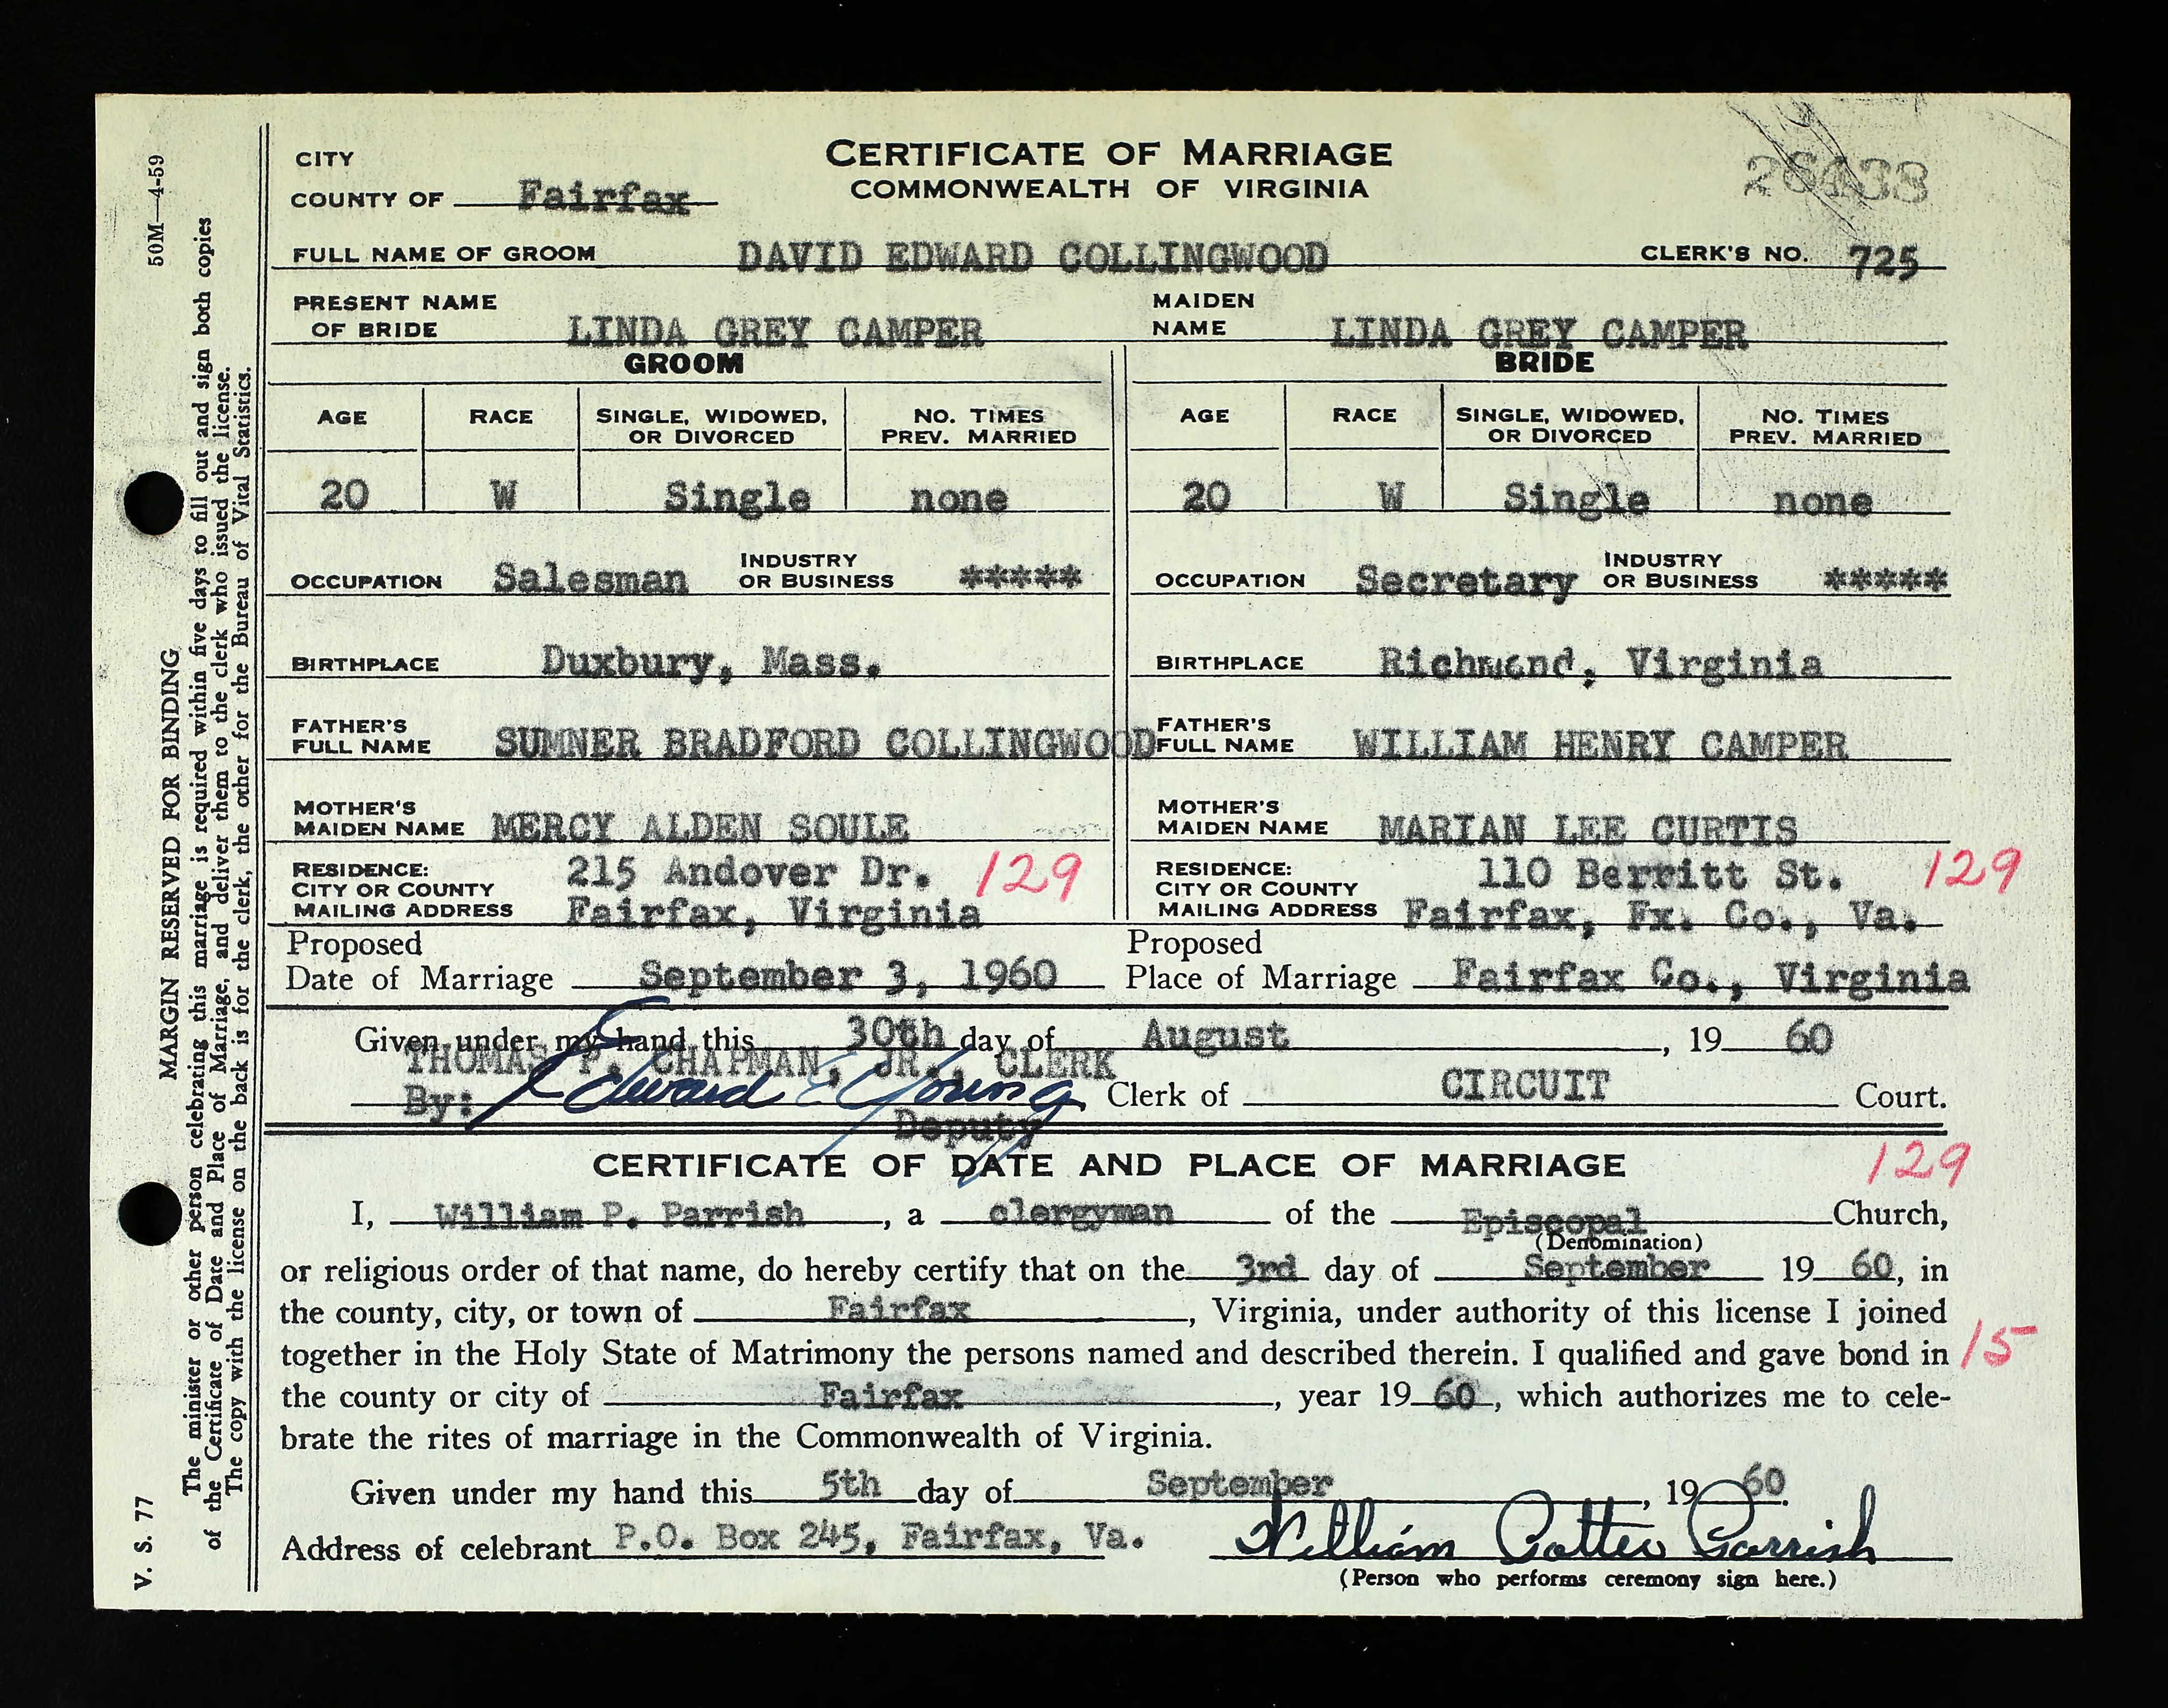 CITY
COUNTY OF Fairfax
CERTIFICATE OF MARRIAGE
COMMONWEALTH OF VIRGINIA
FULL NAME OF GROOM DAVID EDWARD COLLINGWOOD CLERK'S NO. 725
PRESENT NAME OF BRIDE LINDA GREY CAMPER MAIDEN NAME LINDA GREY CAMPER
GROOM BRIDE
AGE RACE SINGLE, WIDOWED, OR DIVORCED NO. TIMES PREV. MARRIED AGE RACE SINGLE, WIDOWED, OR DIVORCED NO. TIMES PREV. MARRIED
20 W Single none 20 W Single none
OCCUPATION Salesman INDUSTRY OR BUSINESS ***** OCCUPATION Secretary INDUSTRY OR BUSINESS *****
BIRTHPLACE Duxbury, Mass. BIRTHPLACE Richmond, Virginia
FATHER'S FULL NAME SUMNER BRADFORD COLLINGWOOD FATHER'S FULL NAME WILLIAM HENRY CAMPER
MOTHER'S MAIDEN NAME MERCY ALDEN SOULE MOTHER'S MAIDEN NAME MARIAN LEE CURTIS
RESIDENCE: CITY OR COUNTY MAILING ADDRESS 215 Andover Dr. 129 Fairfax, Virginia
RESIDENCE: CITY OR COUNTY MAILING ADDRESS 110 Berritt St. 129 Fairfax, Fx. Co., Va.
Proposed Date of Marriage September 3, 1960 Proposed Place of Marriage Fairfax Co., Virginia
Given under my hand this 30th day of August, 19 60
THOMAS P. CHAPMAN, JR., CLERK
By: Edward E Young Clerk of CIRCUIT Court.
Deputy
CERTIFICATE OF DATE AND PLACE OF MARRIAGE 129
I, William P. Parrish, a clergyman of the Episcopal Church,
(Denomination)
or religious order of that name, do hereby certify that on the 3rd day of September 19 60, in
the county, city, or town of Fairfax, Virginia, under authority of this license I joined
together in the Holy State of Matrimony the persons named and described therein. I qualified and gave bond in 15
the county or city of Fairfax, year 19 60, which authorizes me to cele-
brate the rites of marriage in the Commonwealth of Virginia.
Given under my hand this 5th day of September, 19 60.
Address of celebrant P.O. Box 245, Fairfax, Va. William Potter Parrish
(Person who performs ceremony sign here.)
V. S. 77 MARGIN RESERVED FOR BINDING 50M—4-59
The minister or other person celebrating this marriage is required within five days to fill out and sign both copies
of the Certificate of Date and Place of Marriage, and deliver them to the clerk who issued the license.
The copy with the license on the back is for the clerk, the other for the Bureau of Vital Statistics.